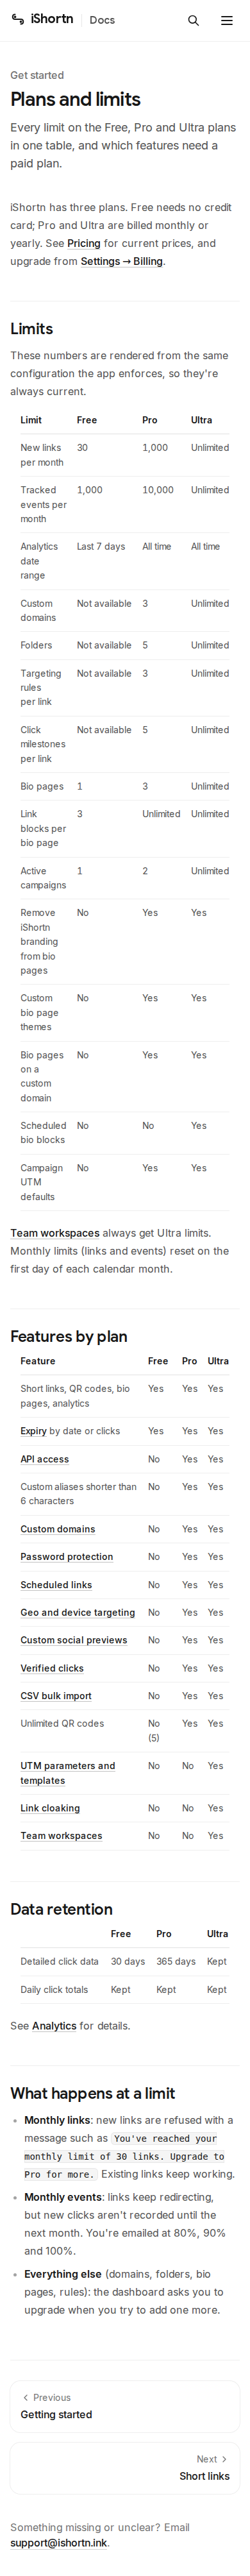 iShortn Docs
Get started
Plans and limits
Every limit on the Free, Pro and Ultra plans
in one table, and which features need a
paid plan.
iShortn has three plans. Free needs no credit
card; Pro and Ultra are billed monthly or
yearly. See Pricing for current prices, and
upgrade from Settings → Billing.
Limits
These numbers are rendered from the same
configuration the app enforces, so they're
always current.
Limit Free Pro Ultra
New links 30 1,000 Unlimited
per month
Tracked 1,000 10,000 Unlimited
events per
month
Analytics Last 7 days All time All time
date
range
Custom Not available 3 Unlimited
domains
Folders Not available 5 Unlimited
Targeting Not available 3 Unlimited
rules
per link
Click Not available 5 Unlimited
milestones
per link
Bio pages 1 3 Unlimited
Link 3 Unlimited Unlimited
blocks per
bio page
Active 1 2 Unlimited
campaigns
Remove No Yes Yes
iShortn
branding
from bio
pages
Custom No Yes Yes
bio page
themes
Bio pages No Yes Yes
on a
custom
domain
Scheduled No No Yes
bio blocks
Campaign No Yes Yes
UTM
defaults
Team workspaces always get Ultra limits.
Monthly limits (links and events) reset on the
first day of each calendar month.
Features by plan
Feature Free Pro Ultra
Short links, QR codes, bio Yes Yes Yes
pages, analytics
Expiry by date or clicks Yes Yes Yes
API access No Yes Yes
Custom aliases shorter than No Yes Yes
6 characters
Custom domains No Yes Yes
Password protection No Yes Yes
Scheduled links No Yes Yes
Geo and device targeting No Yes Yes
Custom social previews No Yes Yes
Verified clicks No Yes Yes
CSV bulk import No Yes Yes
Unlimited QR codes No Yes Yes
(5)
UTM parameters and No No Yes
templates
Link cloaking No No Yes
Team workspaces No No Yes
Data retention
Free Pro Ultra
Detailed click data 30 days 365 days Kept
Daily click totals Kept Kept Kept
See Analytics for details.
What happens at a limit
• Monthly links: new links are refused with a
message such as You've reached your
monthly limit of 30 links. Upgrade to
Pro for more. Existing links keep working.
• Monthly events: links keep redirecting,
but new clicks aren't recorded until the
next month. You're emailed at 80%, 90%
and 100%.
• Everything else (domains, folders, bio
pages, rules): the dashboard asks you to
upgrade when you try to add one more.
Previous
Getting started
Next
Short links
Something missing or unclear? Email
support@ishortn.ink.